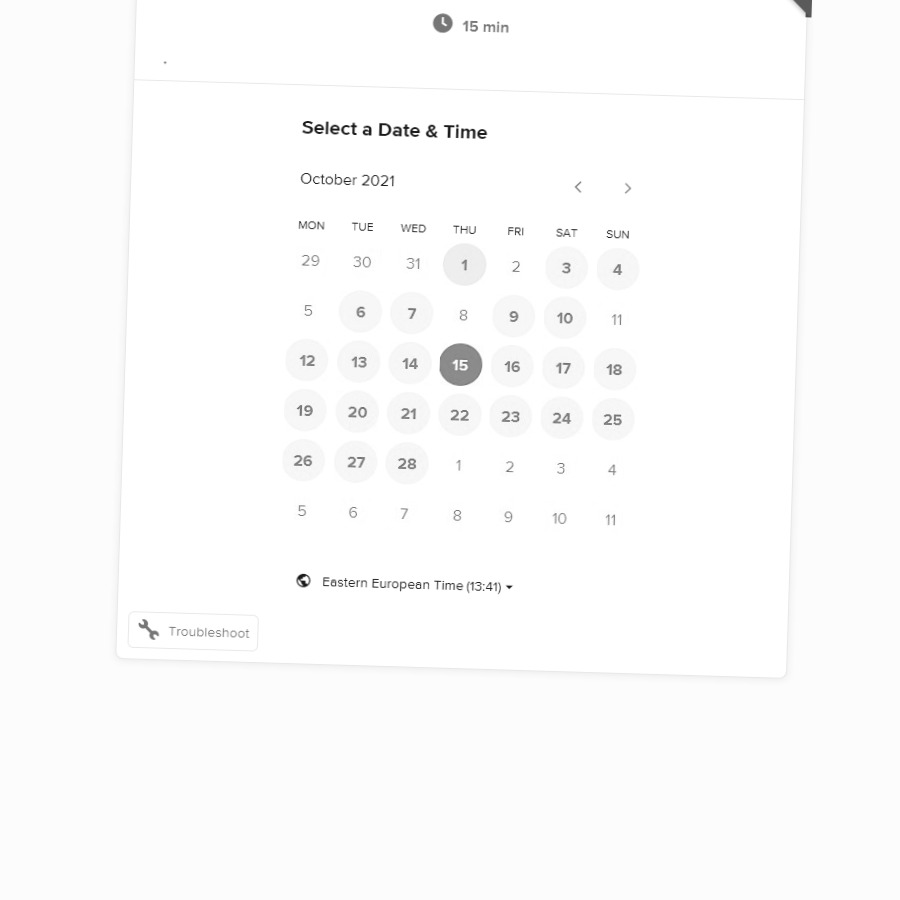 15 min
.
Select a Date & Time
October 2021
MON TUE WED THU FRI SAT SUN
29 30 31 1 2 3 4
5 6 7 8 9 10 11
12 13 14 15 16 17 18
19 20 21 22 23 24 25
26 27 28 1 2 3 4
5 6 7 8 9 10 11
Eastern European Time (13:41)
Troubleshoot